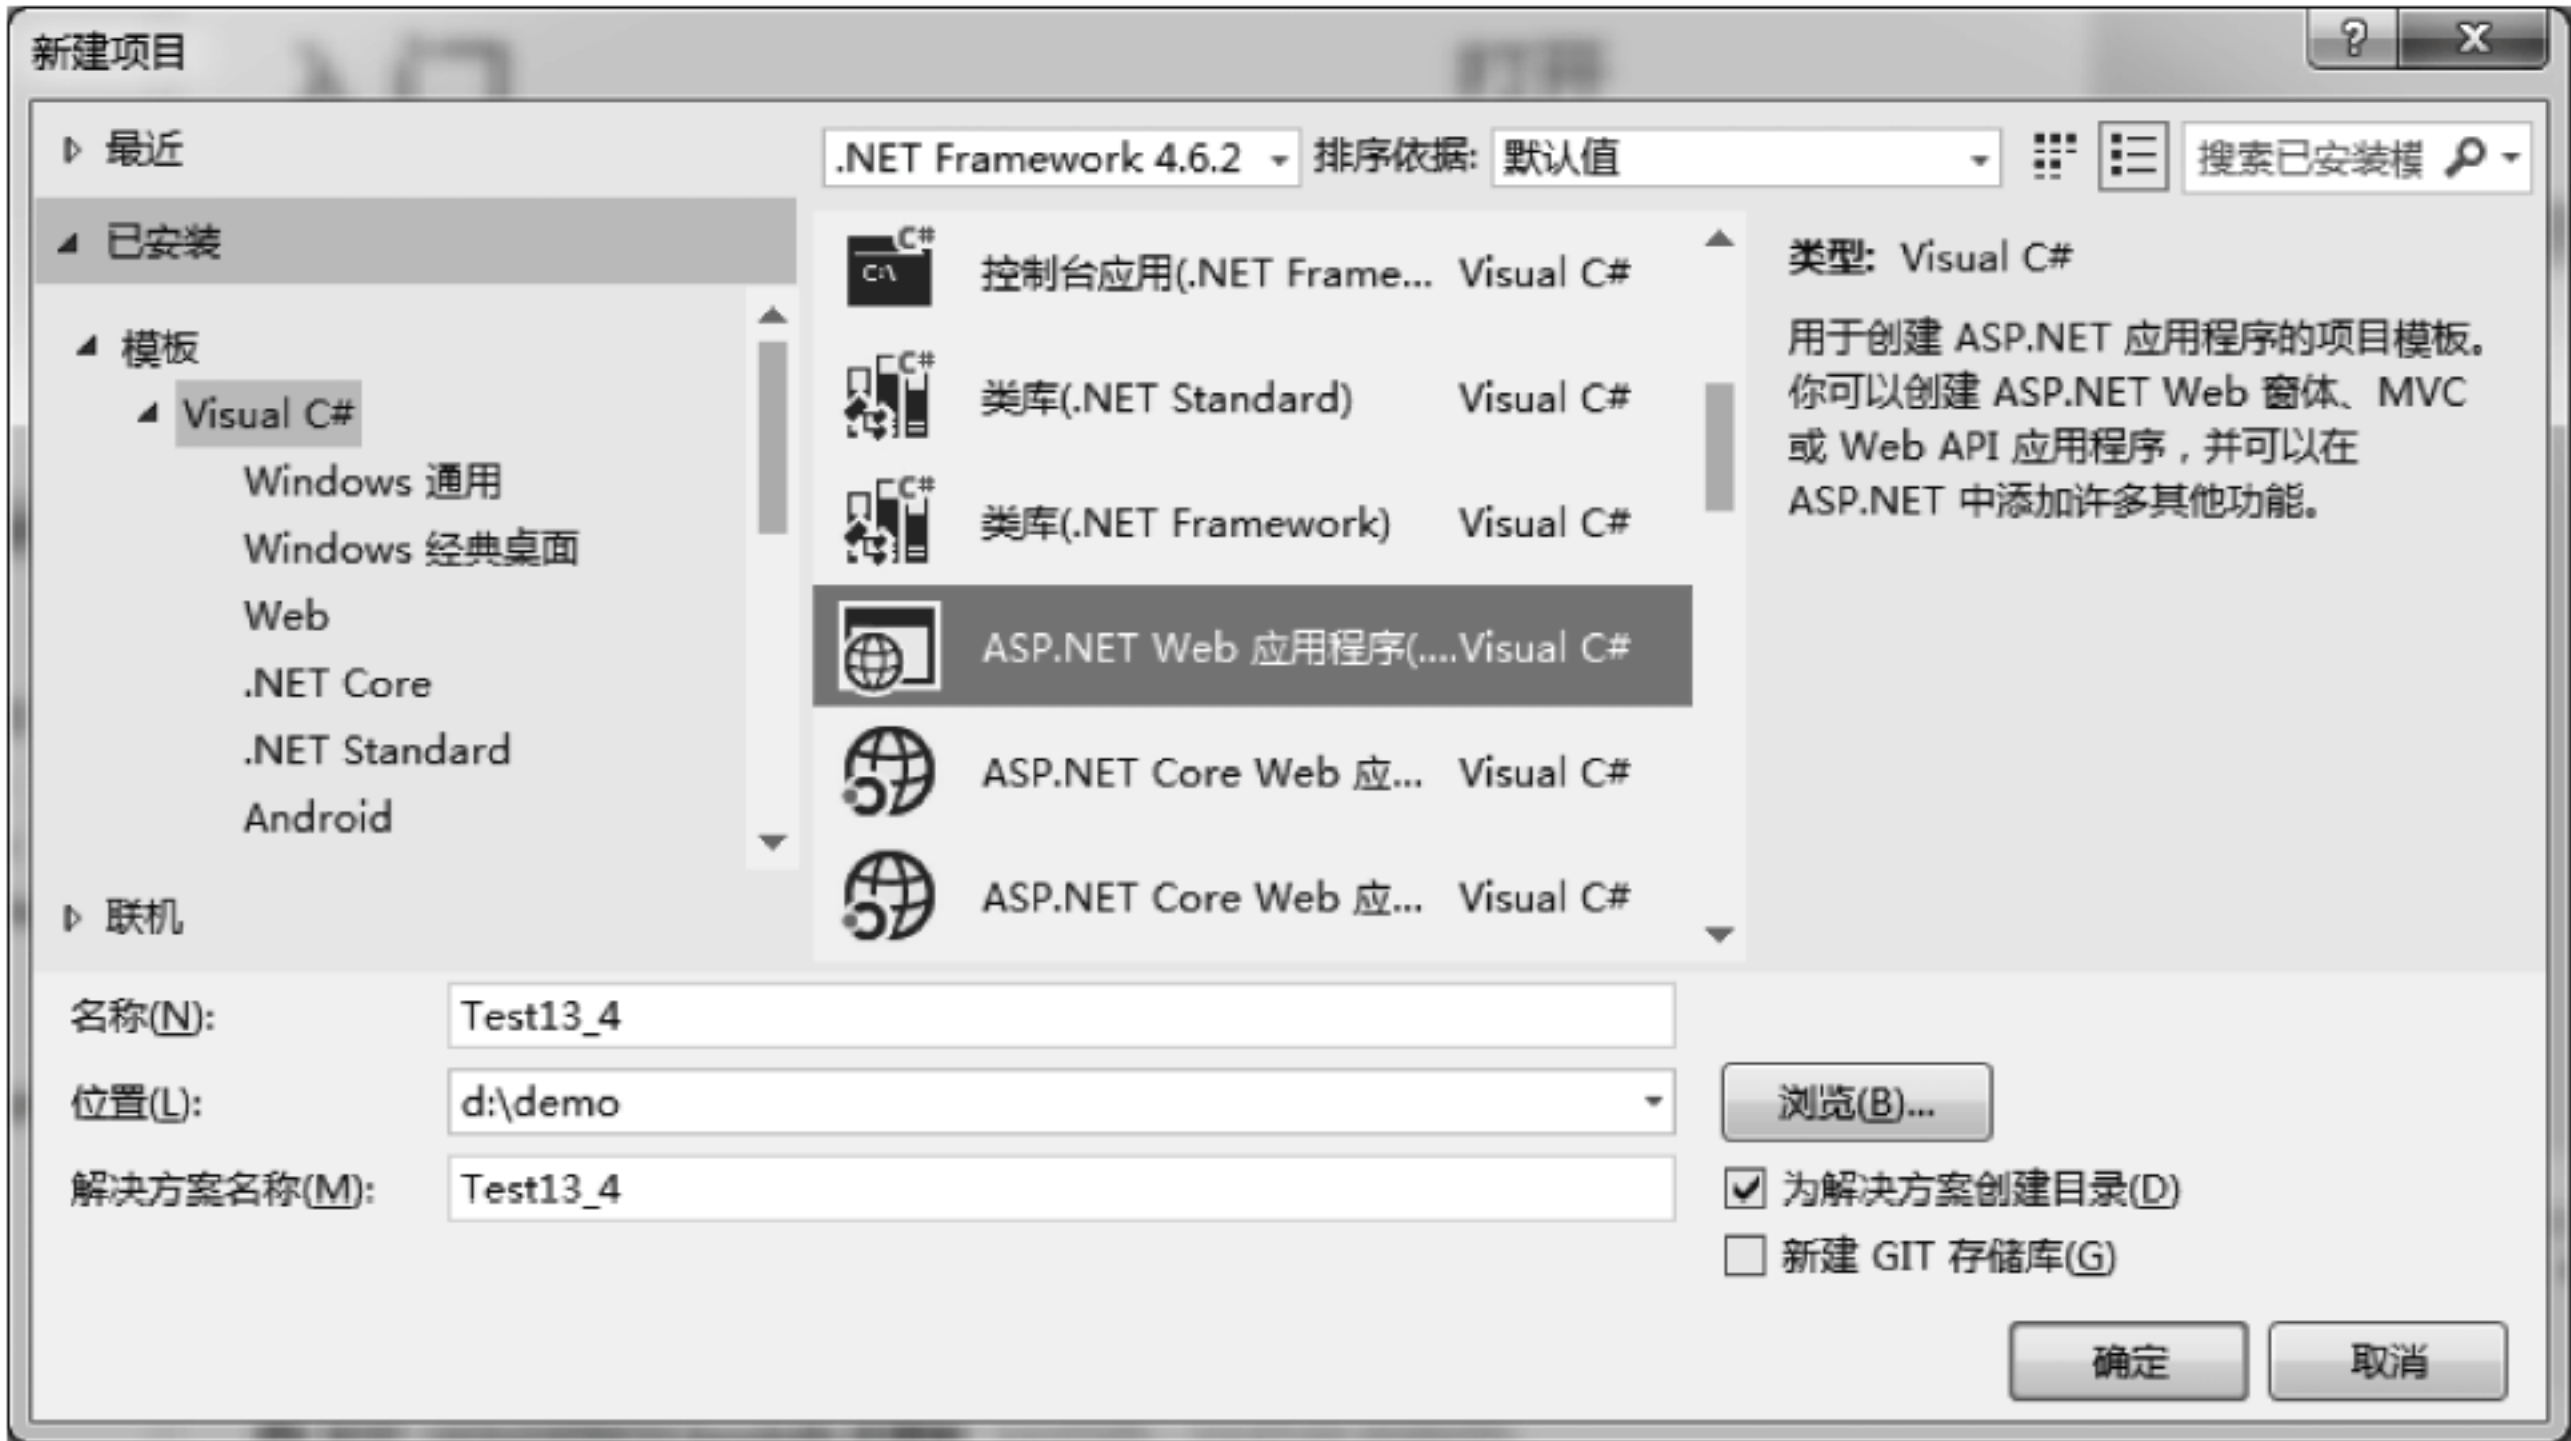 新建项目
最近
已安装
模板
Visual C#
Windows 通用
Windows 经典桌面
Web
.NET Core
.NET Standard
Android
联机
.NET Framework 4.6.2
排序依据: 默认值
搜索已安装模
控制台应用(.NET Frame... Visual C#
类库(.NET Standard) Visual C#
类库(.NET Framework) Visual C#
ASP.NET Web 应用程序(.... Visual C#
ASP.NET Core Web 应... Visual C#
ASP.NET Core Web 应... Visual C#
类型: Visual C#
用于创建 ASP.NET 应用程序的项目模板。
你可以创建 ASP.NET Web 窗体、MVC
或 Web API 应用程序，并可以在
ASP.NET 中添加许多其他功能。
名称(N): Test13_4
位置(L): d:\demo
浏览(B)...
解决方案名称(M): Test13_4
为解决方案创建目录(D)
新建 GIT 存储库(G)
确定
取消